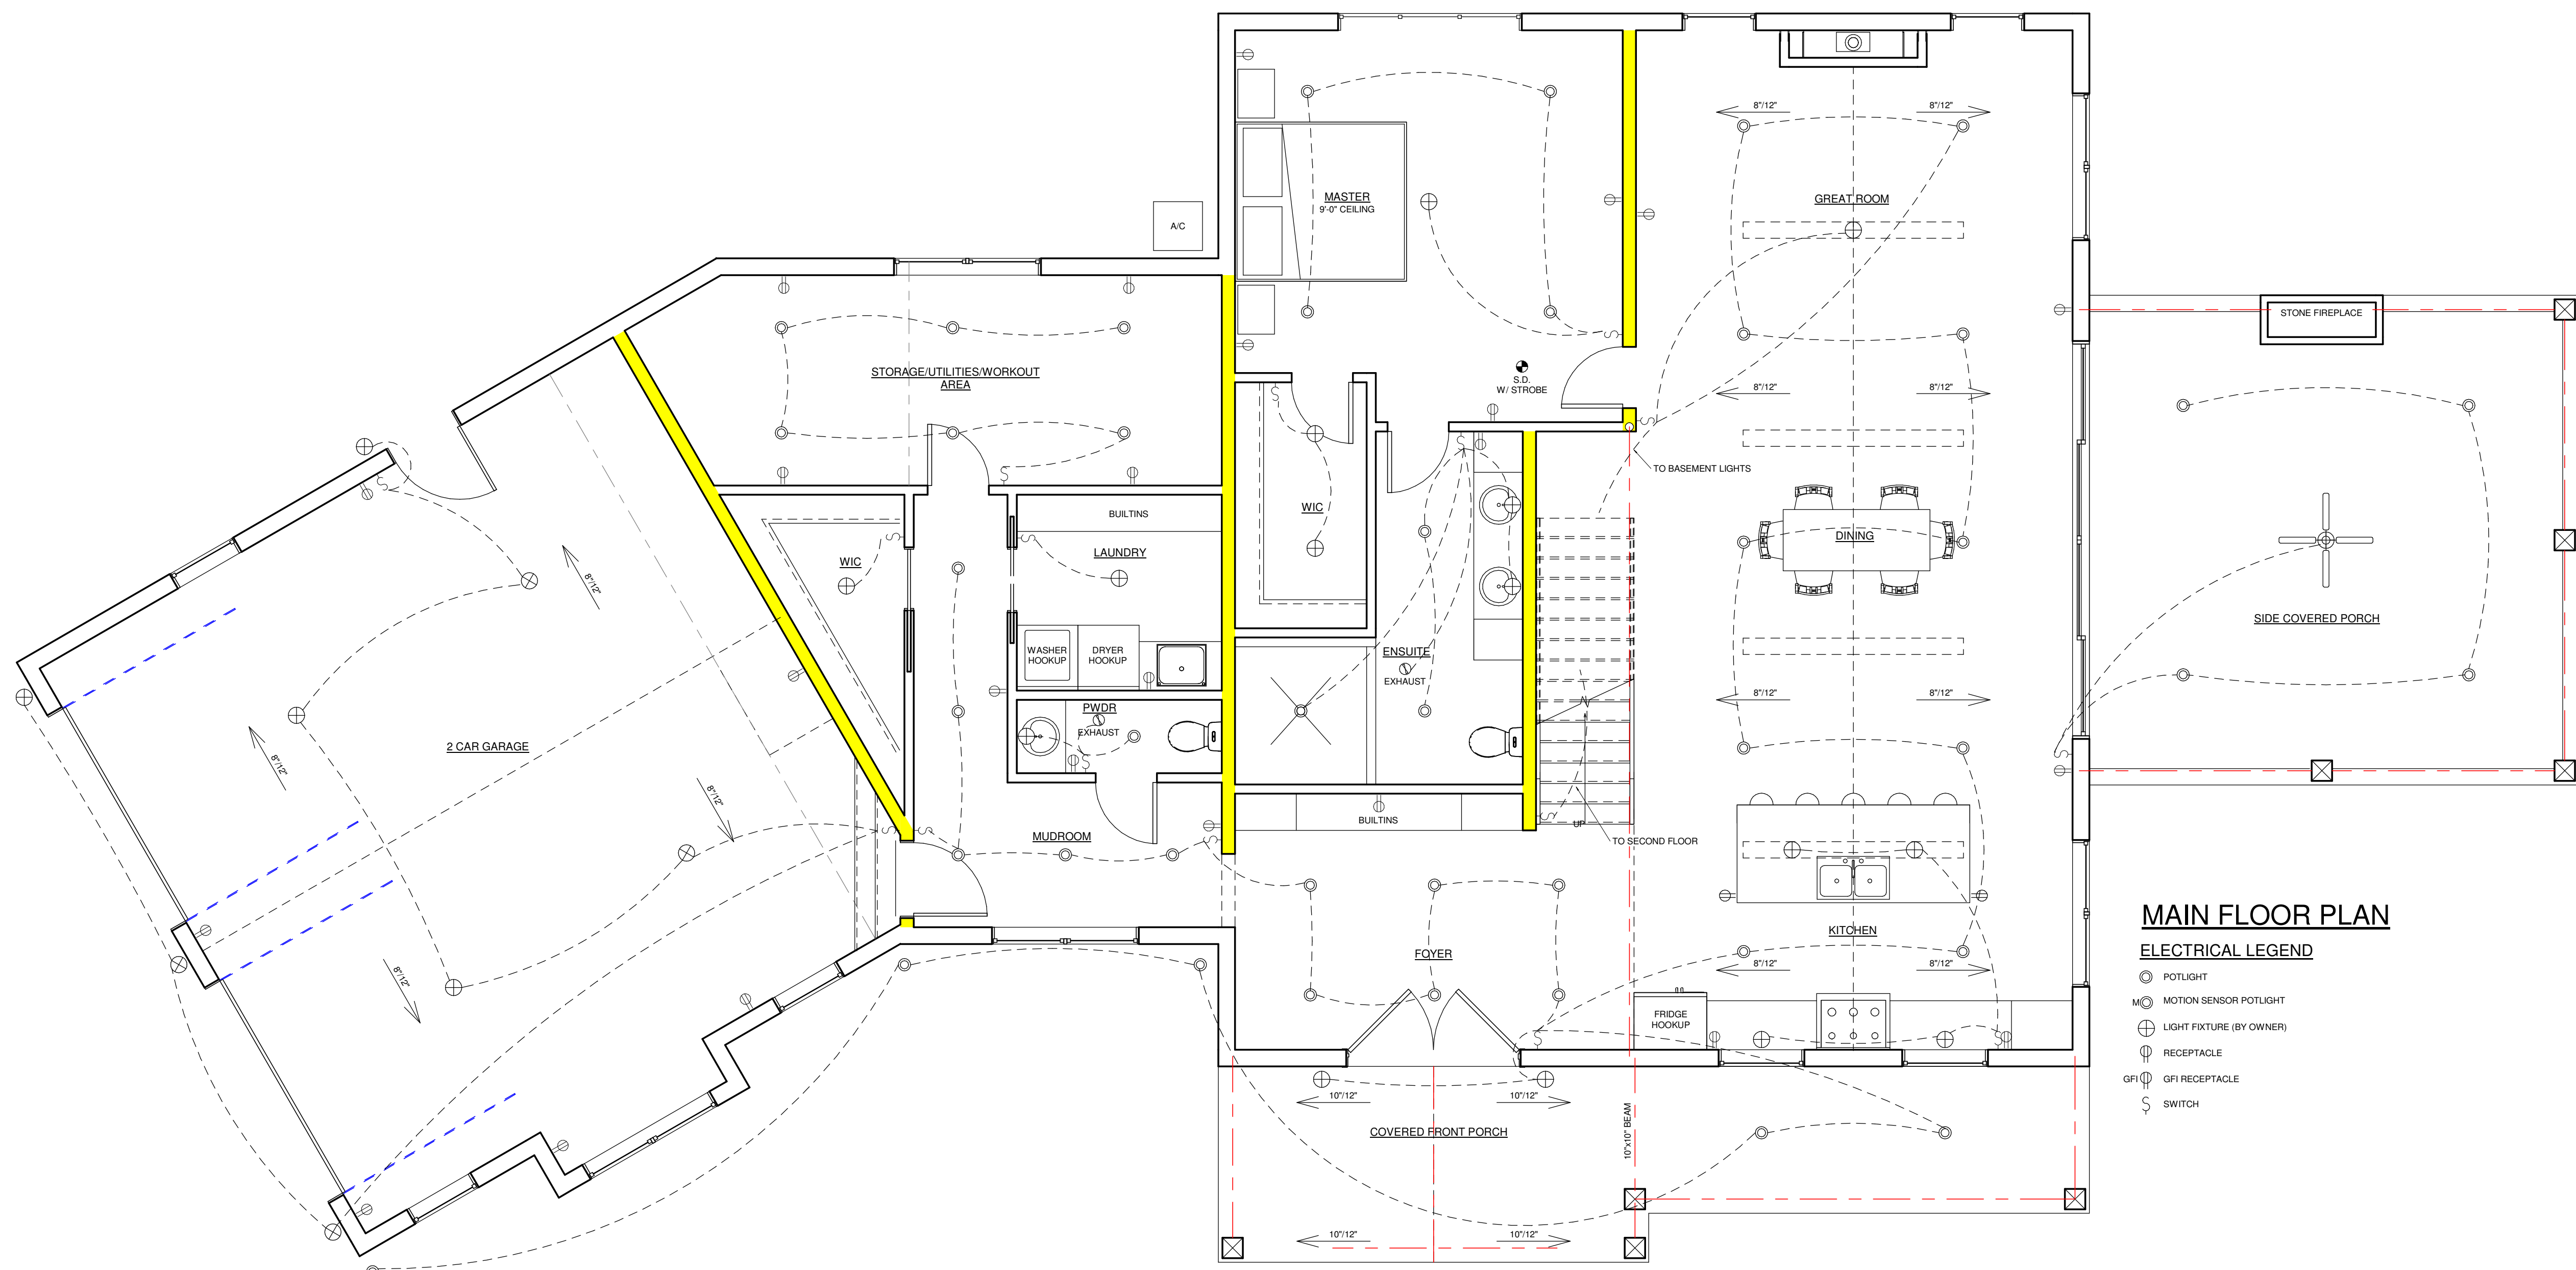 MASTER
9'-0" CEILING
8"/12"
8"/12"
GREAT ROOM
A/C
STONE FIREPLACE
STORAGE/UTILITIES/WORKOUT
AREA
S.D.
W/ STROBE
8"/12"
8"/12"
TO BASEMENT LIGHTS
WIC
BUILTINS
DINING
LAUNDRY
WIC
8"/12"
SIDE COVERED PORCH
WASHER
HOOKUP
DRYER
HOOKUP
ENSUITE
EXHAUST
8"/12"
8"/12"
PWDR
EXHAUST
2 CAR GARAGE
8"/12"
8"/12"
BUILTINS
UP
MUDROOM
TO SECOND FLOOR
KITCHEN
FOYER
8"/12"
8"/12"
8"/12"
FRIDGE
HOOKUP
10"/12"
10"/12"
COVERED FRONT PORCH
10"x10" BEAM
10"/12"
10"/12"
MAIN FLOOR PLAN
ELECTRICAL LEGEND
POTLIGHT
M MOTION SENSOR POTLIGHT
LIGHT FIXTURE (BY OWNER)
RECEPTACLE
GFI GFI RECEPTACLE
SWITCH